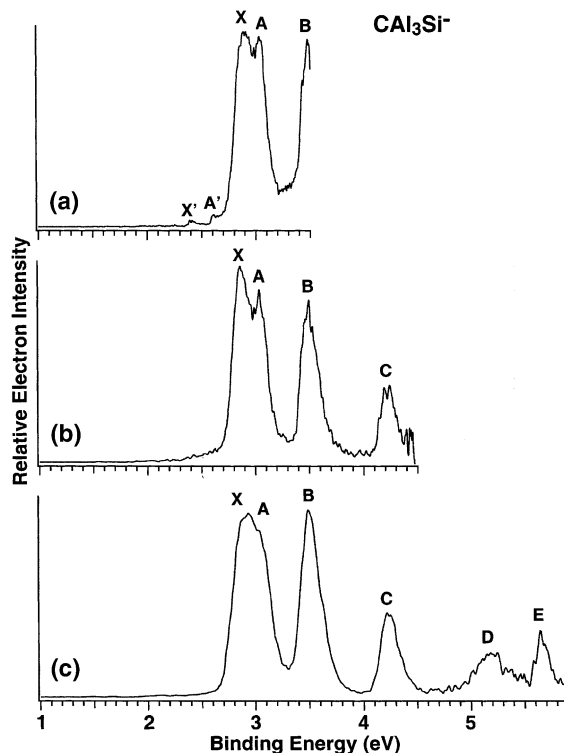 CAl₃Si⁻
X A B
X' A'
(a)
X A B C
(b)
X A B C D E
(c)
Relative Electron Intensity
1 2 3 4 5
Binding Energy (eV)